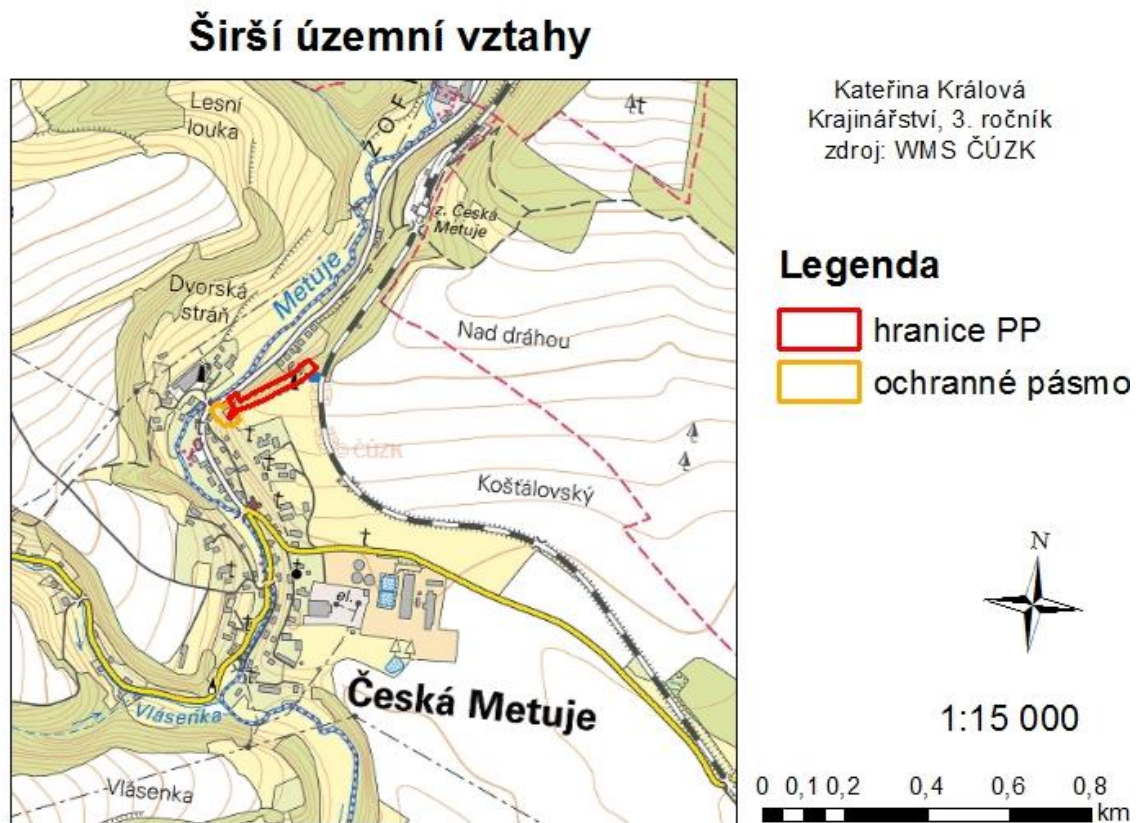 Širší územní vztahy
Kateřina Králová
Krajinářství, 3. ročník
zdroj: WMS ČÚZK
Lesní
louka
Z O F
z. Česká
Metuje
Metuje
Dvorská
stráň
Nad dráhou
© ČÚZK
Košťálovský
el.
Česká Metuje
Vlásenka
Vlásenka
Legenda
hranice PP
ochranné pásmo
N
1:15 000
0 0,1 0,2 0,4 0,6 0,8
km